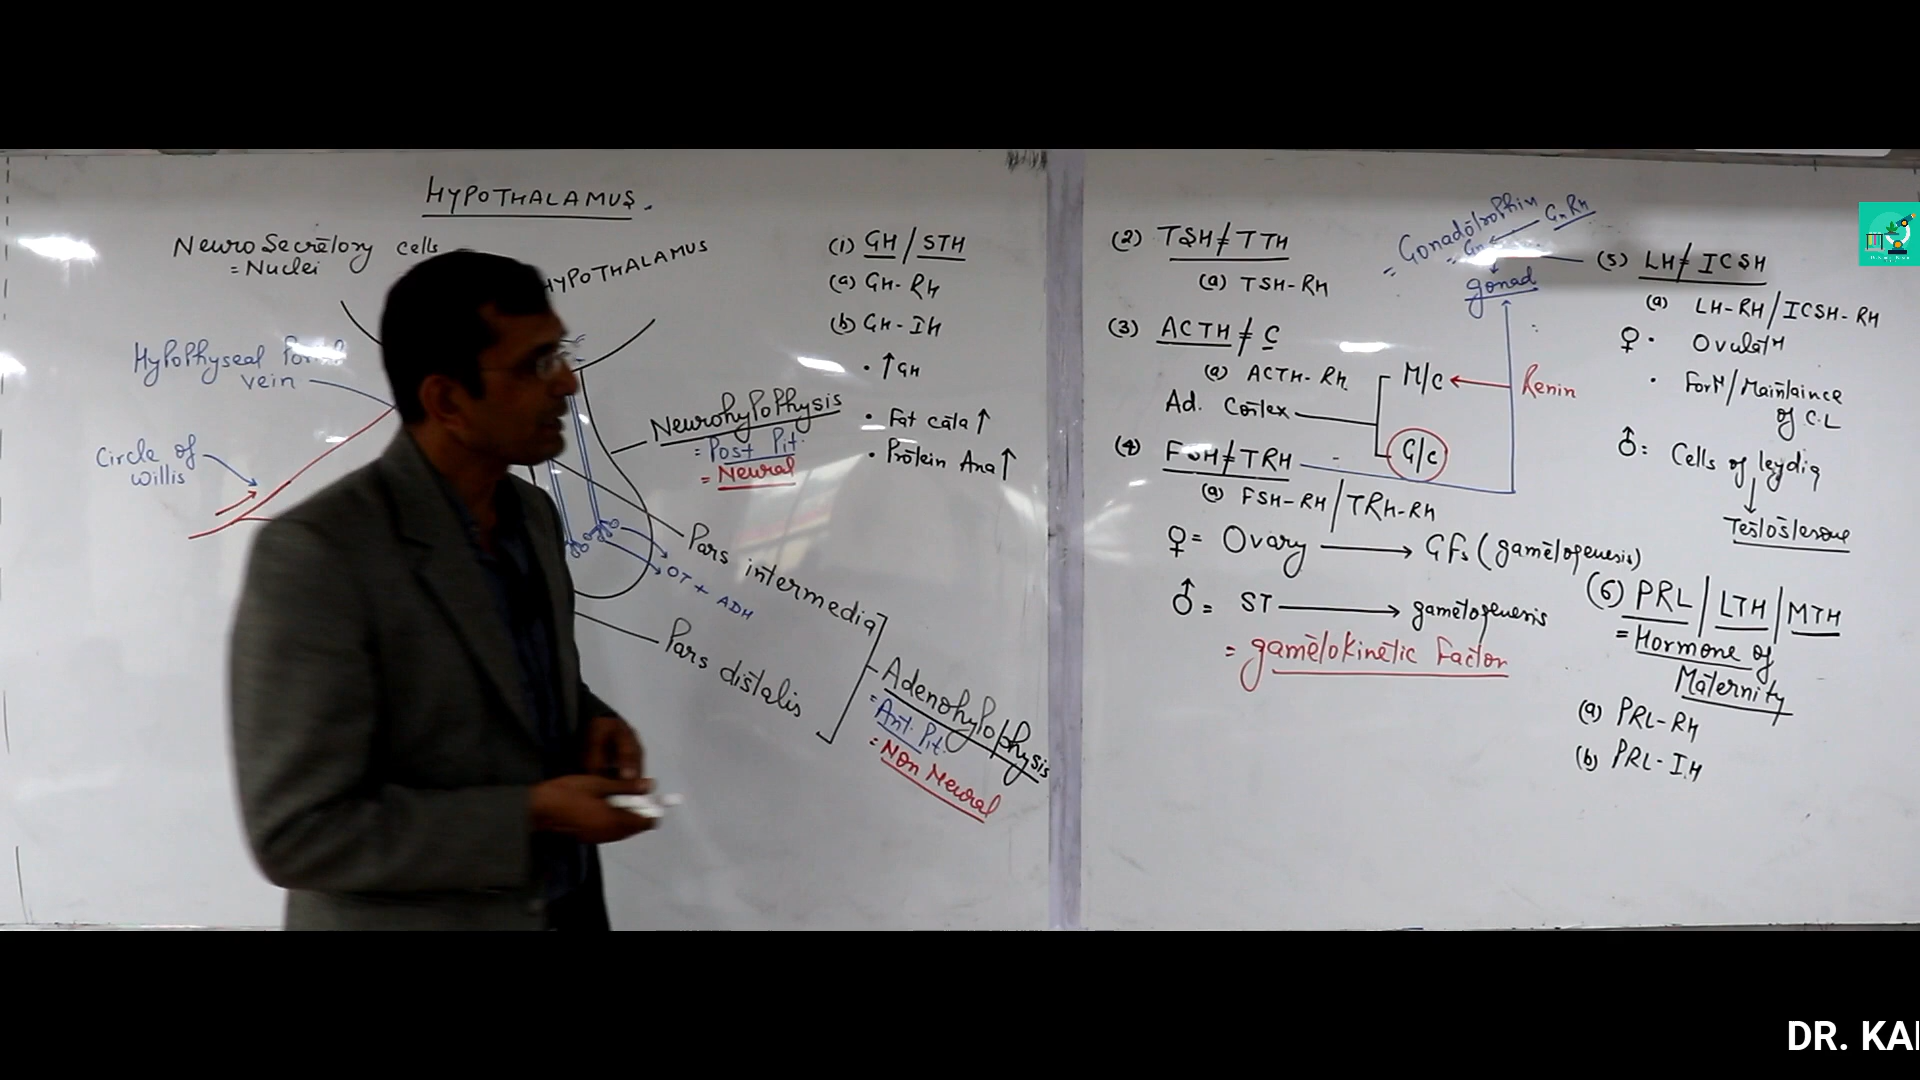 HYPOTHALAMUS.
NeuroSecretory cells
= Nuclei
HYPOTHALAMUS
Hypophyseal Portal
vein
Circle of
willis
Neurohypophysis
= Post Pit.
= Neural
Pars intermedia
OT + ADH
Pars distalis
Adenohypophysis
= Ant. Pit.
= Non Neural
(1) GH / STH
(a) GH-RH
(b) GH-IH
• ↑ GH
• Fat cata ↑
• Protein Ana ↑
(2) TSH = TTH
(a) TSH-RH
(3) ACTH = C
(a) ACTH-RH
Ad. Cortex
M/C
G/C
Renin
= Gonadotrophin
Gn
GnRH
gonad
(4) FSH = TRH
(a) FSH-RH / TRH-RH
♀ = Ovary → GFs (gametogenesis)
♂ = ST → gametogenesis
= gametokinetic Factor
(5) LH = ICSH
(a) LH-RH / ICSH-RH
♀ • Ovulatn
• Forn / Maintaince
of C.L
♂ = Cells of leydig
↓
Testosterone
(6) PRL / LTH / MTH
= Hormone of
Maternity
(a) PRL-RH
(b) PRL-IH
DR. KA